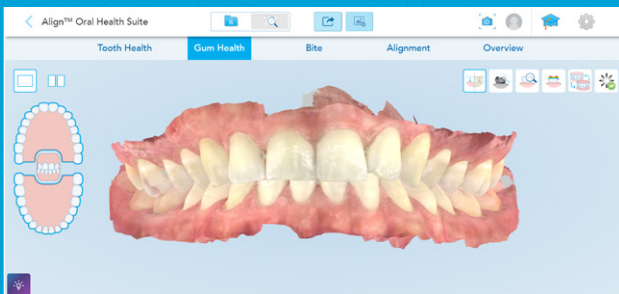 Align™ Oral Health Suite
Tooth Health Gum Health Bite Alignment Overview